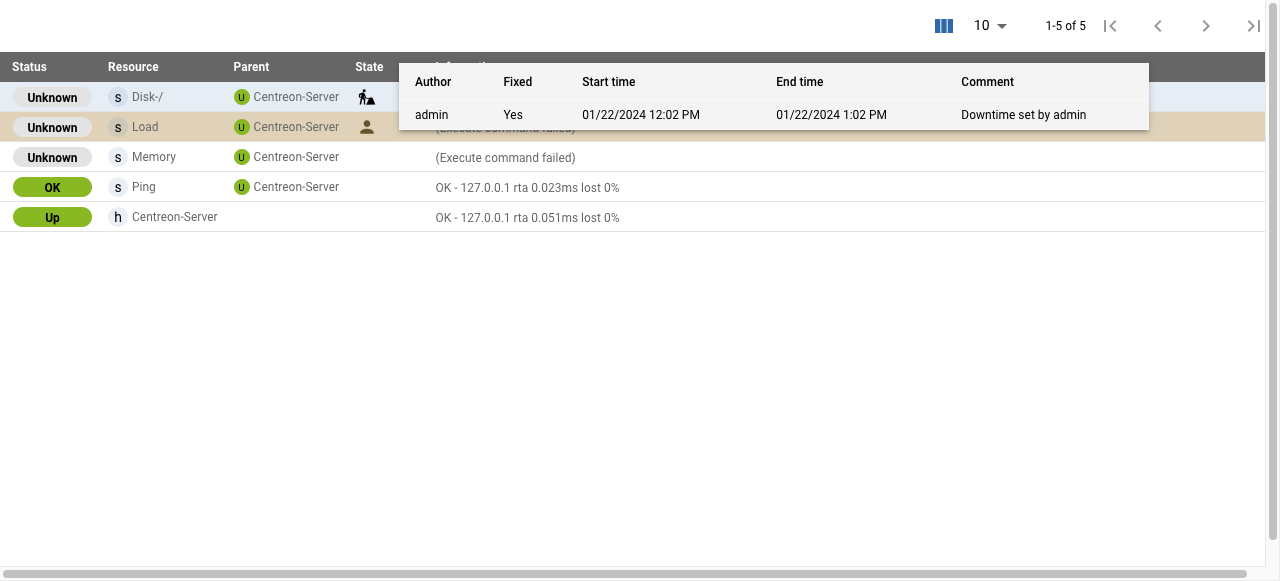 10 1-5 of 5
Status Resource Parent State
Author Fixed Start time End time Comment
Unknown s Disk-/ U Centreon-Server
admin Yes 01/22/2024 12:02 PM 01/22/2024 1:02 PM Downtime set by admin
Unknown s Load U Centreon-Server (Execute command failed)
Unknown s Memory U Centreon-Server (Execute command failed)
OK s Ping U Centreon-Server OK - 127.0.0.1 rta 0.023ms lost 0%
Up h Centreon-Server OK - 127.0.0.1 rta 0.051ms lost 0%